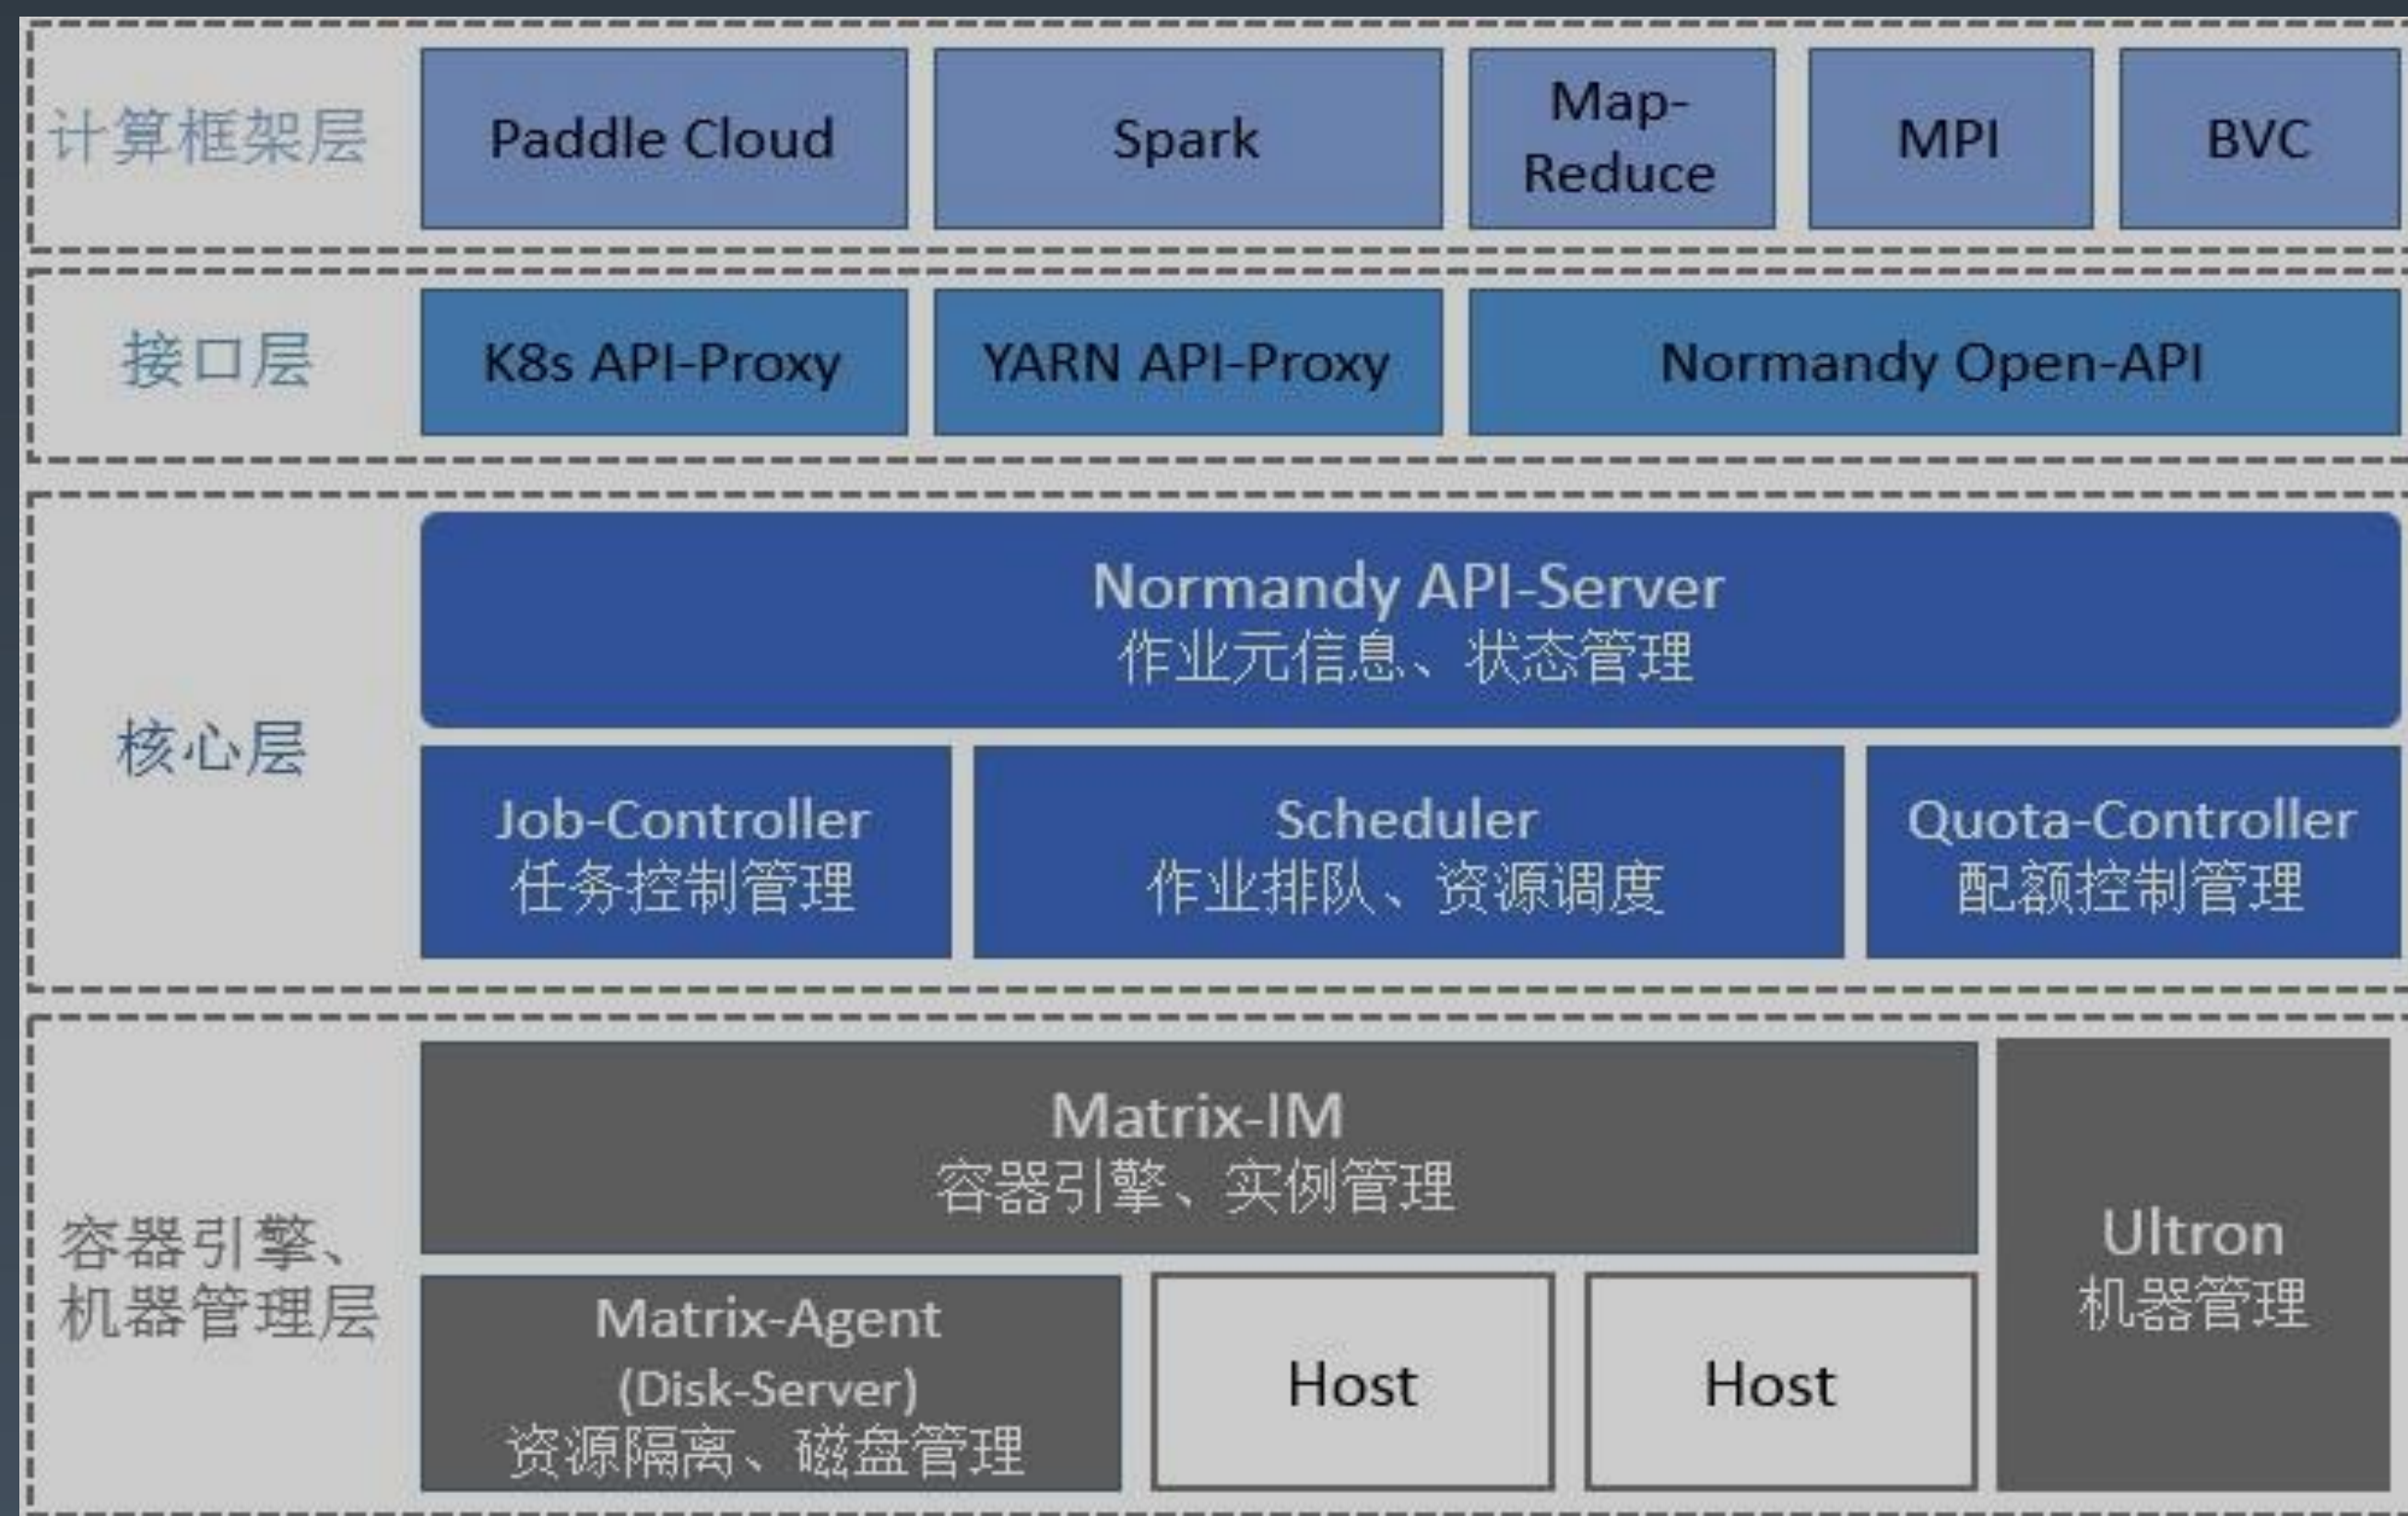 计算框架层
Paddle Cloud
Spark
Map-
Reduce
MPI
BVC
接口层
K8s API-Proxy
YARN API-Proxy
Normandy Open-API
核心层
Normandy API-Server
作业元信息、状态管理
Job-Controller
任务控制管理
Scheduler
作业排队、资源调度
Quota-Controller
配额控制管理
容器引擎、
机器管理层
Matrix-IM
容器引擎、实例管理
Matrix-Agent
(Disk-Server)
资源隔离、磁盘管理
Host
Host
Ultron
机器管理